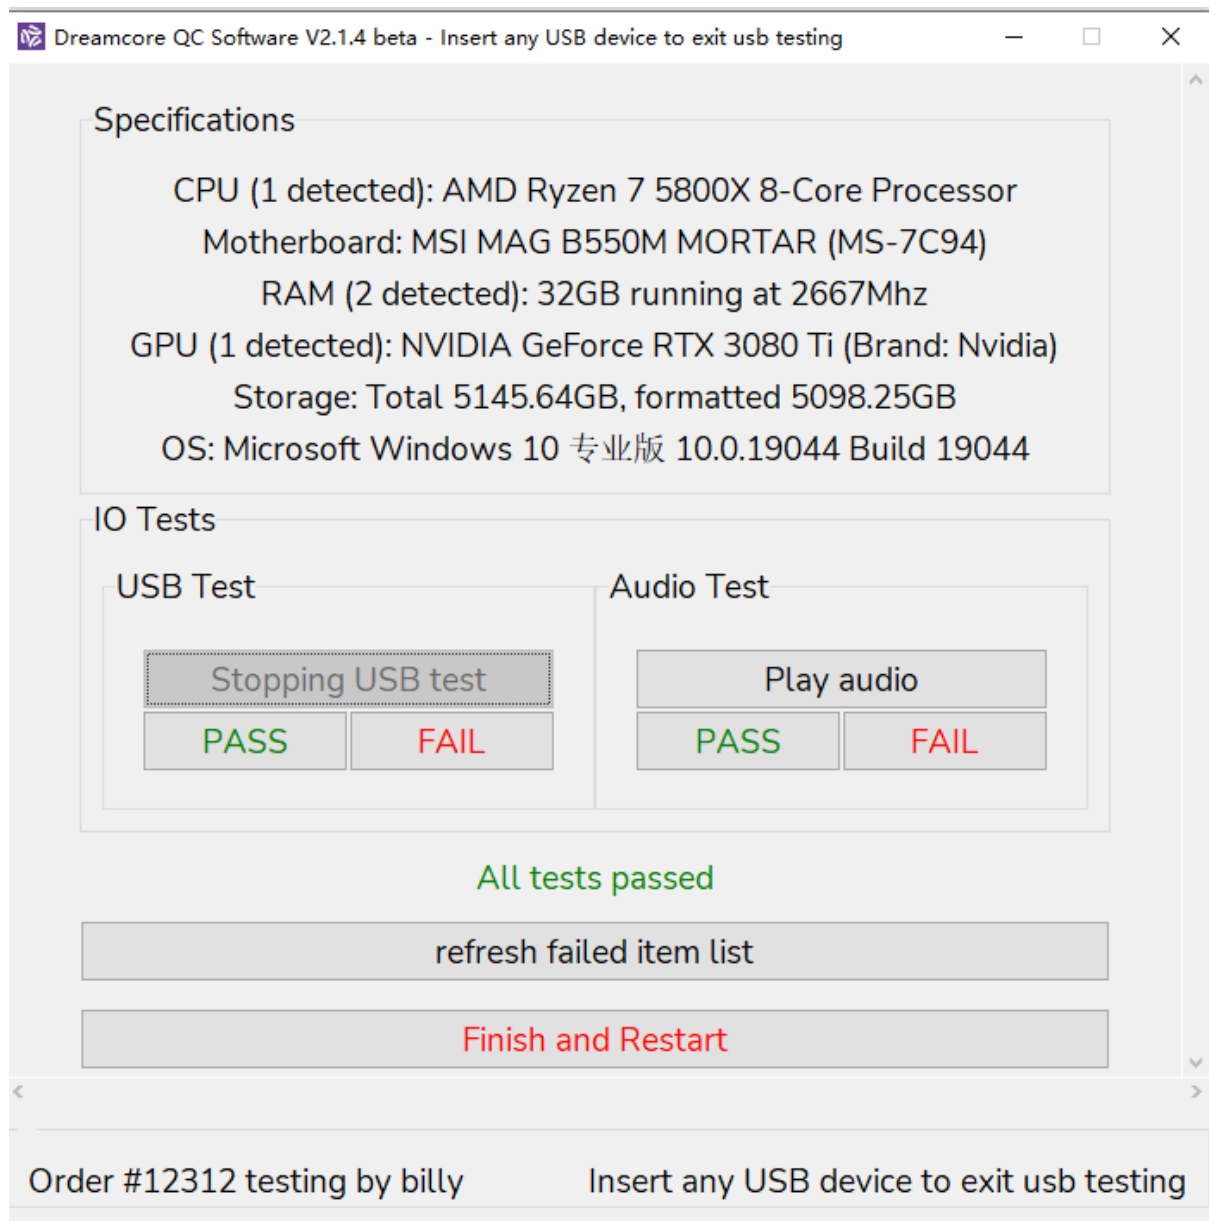 Dreamcore QC Software V2.1.4 beta - Insert any USB device to exit usb testing
Specifications
CPU (1 detected): AMD Ryzen 7 5800X 8-Core Processor
Motherboard: MSI MAG B550M MORTAR (MS-7C94)
RAM (2 detected): 32GB running at 2667Mhz
GPU (1 detected): NVIDIA GeForce RTX 3080 Ti (Brand: Nvidia)
Storage: Total 5145.64GB, formatted 5098.25GB
OS: Microsoft Windows 10 专业版 10.0.19044 Build 19044
IO Tests
USB Test
Audio Test
Stopping USB test
Play audio
PASS FAIL
PASS FAIL
All tests passed
refresh failed item list
Finish and Restart
Order #12312 testing by billy
Insert any USB device to exit usb testing